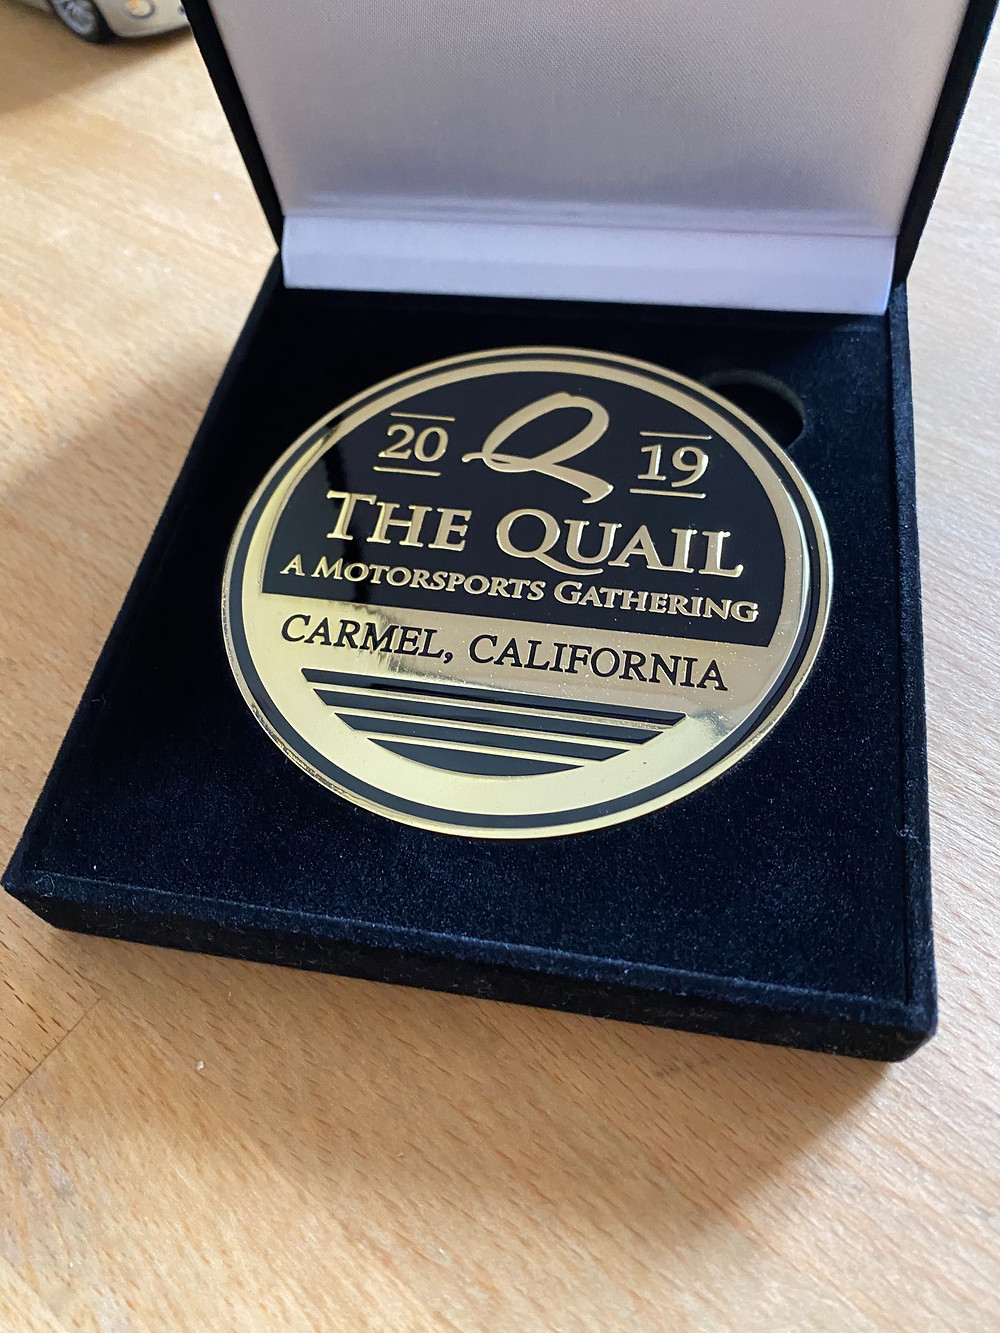 20 Q 19
THE QUAIL
A MOTORSPORTS GATHERING
CARMEL, CALIFORNIA